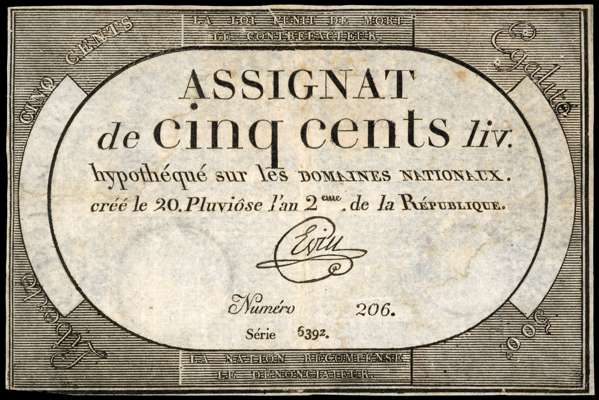 LA LOI PUNIT DE MORT
LE CONTREFACTEUR.
CINQ CENTS
Egalité
ASSIGNAT
de cinq cents liv.
hypothéqué sur les DOMAINES NATIONAUX.
créé le 20. Pluviôse l'an 2eme. de la RÉPUBLIQUE.
Numéro 206.
Série 6392.
Liberté
500.
LA NATION RECOMPENSE
LE DENONCIATEUR.